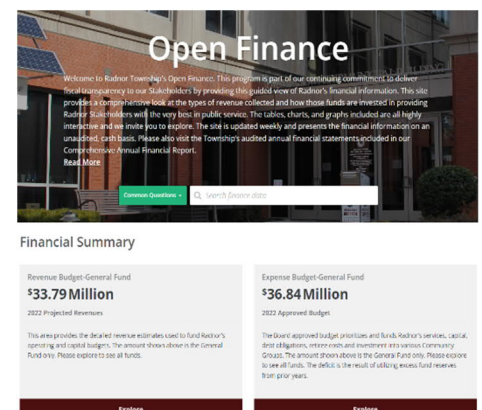 Open Finance
Welcome to Radnor Township's Open Finance. This program is part of our continuing commitment to deliver
fiscal transparency to our Stakeholders by providing this guided view of Radnor's financial information. This site
provides a comprehensive look at the types of revenue collected and how those funds are invested in providing
Radnor Stakeholders with the very best in public service. The tables, charts, and graphs included are all highly
interactive and we invite you to explore. The site is updated weekly and presents the financial information on an
unaudited, cash basis. Please also visit the Township's audited annual financial statements included in our
Comprehensive Annual Financial Report.
Read More
Common Questions
Search finance data
Financial Summary
Revenue Budget-General Fund
$33.79 Million
2022 Projected Revenues
This area provides the detailed revenue estimates used to fund Radnor's
operating and capital budgets. The amount shown above is the General
Fund only. Please explore to see all funds.
Explore
Expense Budget-General Fund
$36.84 Million
2022 Approved Budget
The Board approved budget prioritizes and funds Radnor's services, capital,
debt obligations, retiree costs and investment into various Community
Groups. The amount shown above is the General Fund only. Please explore
to see all funds. The deficit is the result of utilizing excess fund reserves
from prior years.
Explore